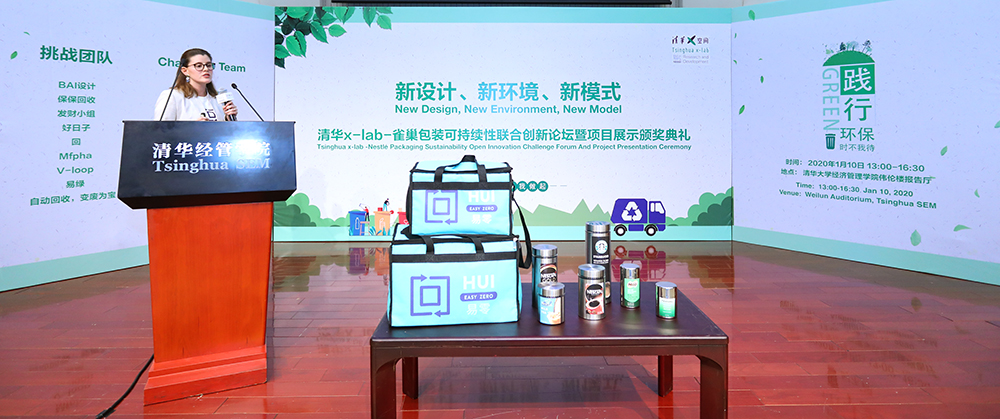 挑战团队
Cha
Team
BAI设计
保保回收
发财小组
好日子
回
Mfpha
V-loop
易绿
自动回收，变废为宝
清华经管
院
Tsinghua SEM
清华X空间
Tsinghua x-lab
新设计、新环境、新模式
New Design, New Environment, New Model
清华x-lab-雀巢包装可持续性联合创新论坛暨项目展示颁奖典礼
Tsinghua x-lab -Nestlé Packaging Sustainability Open Innovation Challenge Forum And Project Presentation Ceremony
HUI
EASY ZERO
HUI
EASY ZERO
易零
GREEN
践
行
环保
时不我待
时间：2020年1月10日 13:00-16:30
地点：清华大学经济管理学院伟伦楼报告厅
Time: 13:00-16:30 Jan 10, 2020
Venue: Weilun Auditorium, Tsinghua SEM